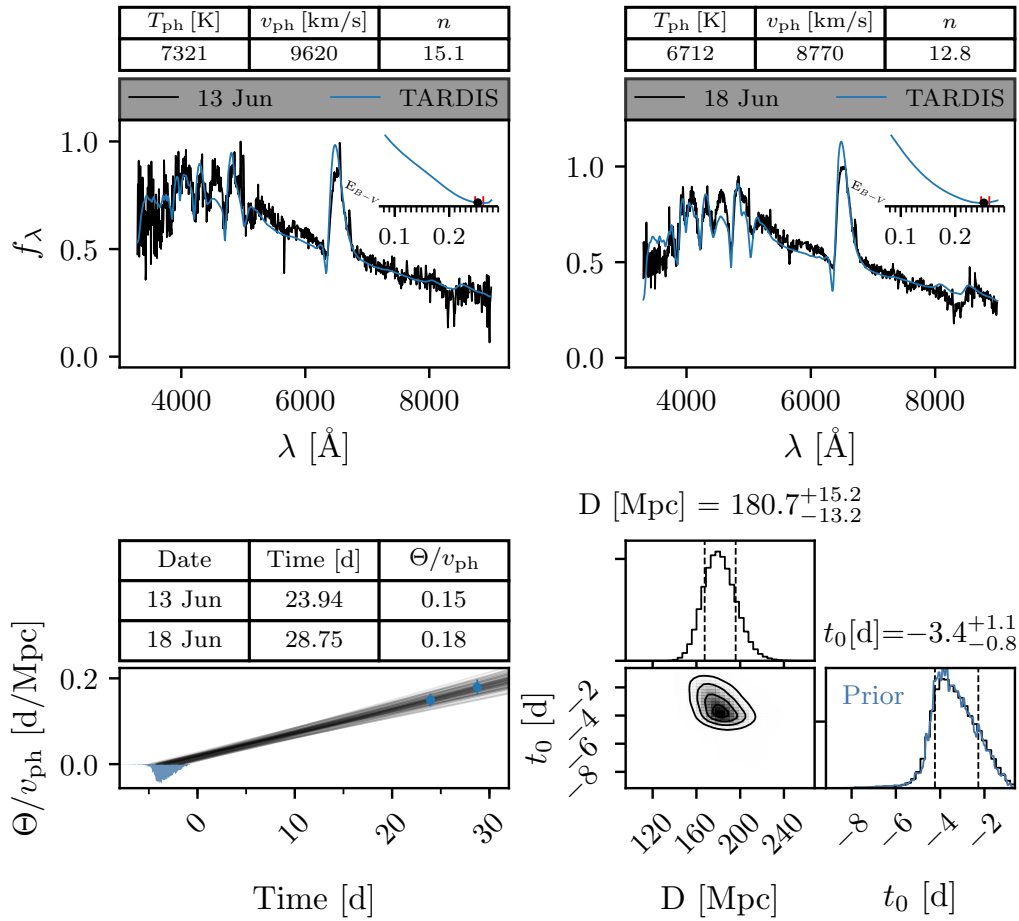 T_ph [K] v_ph [km/s] n
7321 9620 15.1
13 Jun TARDIS
1.0
0.5
0.0
f_λ
E_{B−V}
0.1 0.2
4000 6000 8000
λ [Å]
T_ph [K] v_ph [km/s] n
6712 8770 12.8
18 Jun TARDIS
1.0
0.5
0.0
E_{B−V}
0.1 0.2
4000 6000 8000
λ [Å]
Date Time [d] Θ/v_ph
13 Jun 23.94 0.15
18 Jun 28.75 0.18
0.2
0.0
Θ/v_ph [d/Mpc]
0 10 20 30
Time [d]
D [Mpc] = 180.7^{+15.2}_{−13.2}
t_0[d]=−3.4^{+1.1}_{−0.8}
−2
−4
−6
−8
t_0 [d]
120 160 200 240
D [Mpc]
Prior
−8 −6 −4 −2
t_0 [d]